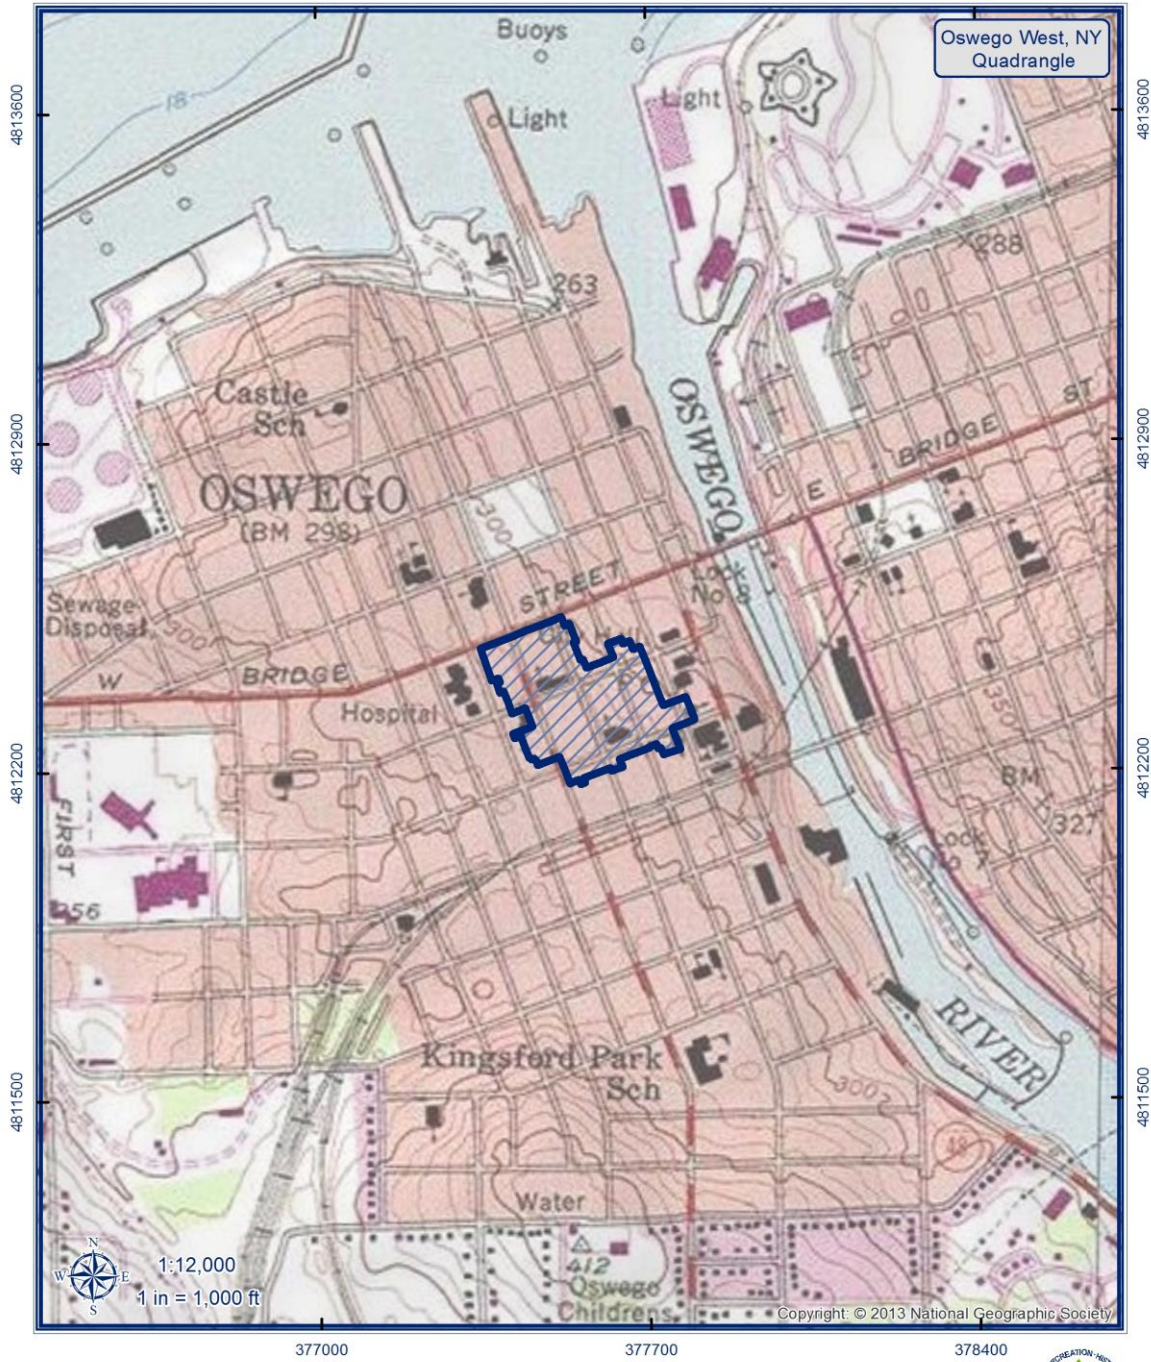 Buoys
Oswego West, NY
Quadrangle
18
Light
Light
4813600
4813600
288
263
Castle
Sch
OSWEGO
BRIDGE
ST
E
4812900
4812900
OSWEGO
(BM 298)
300
STREET
Lock
No 8
Sewage
Disposal
300
W
BRIDGE
Hospital
350
4812200
4812200
BM
327
FIRST
Lock
No 7
356
RIVER
Kingsford Park
Sch
300
4811500
4811500
48
Water
N
W
E
S
1:12,000
1 in = 1,000 ft
412
Oswego
Childrens
Copyright: © 2013 National Geographic Society
377000
377700
378400